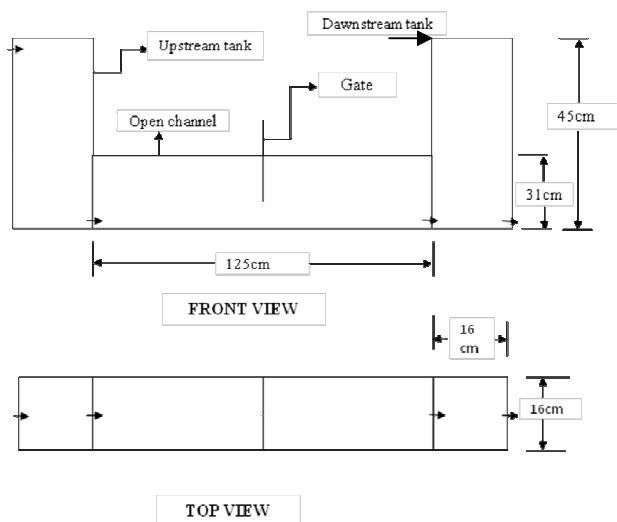 Dawnstream tank
Upstream tank
Gate
Open channel
45cm
31cm
125cm
FRONT VIEW
16
cm
16cm
TOP VIEW